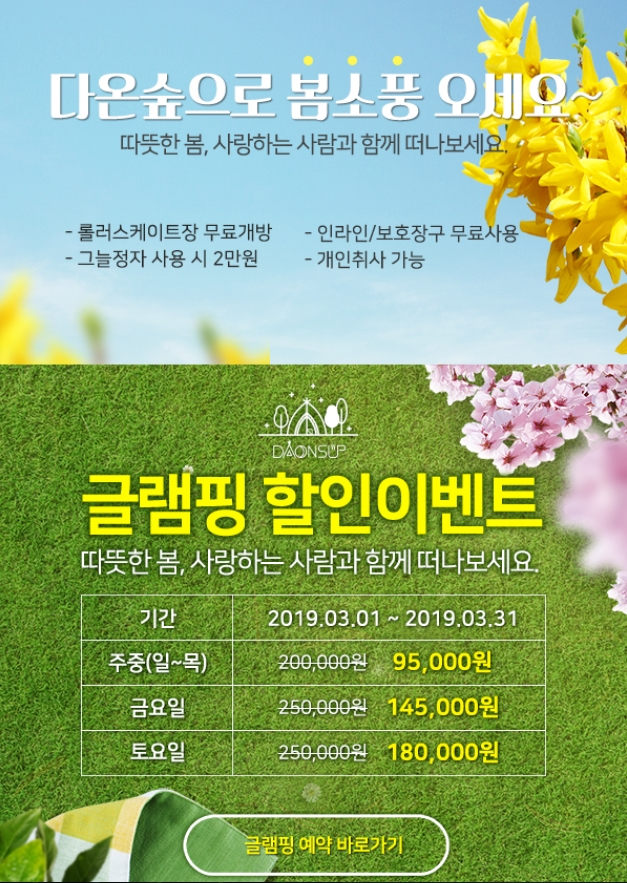 다온숲으로 봄소풍 오세요~
따뜻한 봄, 사랑하는 사람과 함께 떠나보세요.
- 롤러스케이트장 무료개방
- 인라인/보호장구 무료사용
- 그늘정자 사용 시 2만원
- 개인취사 가능
DAONSUP
글램핑 할인이벤트
따뜻한 봄, 사랑하는 사람과 함께 떠나보세요.
기간 2019.03.01 ~ 2019.03.31
주중(일~목) 200,000원 95,000원
금요일 250,000원 145,000원
토요일 250,000원 180,000원
글램핑 예약 바로가기